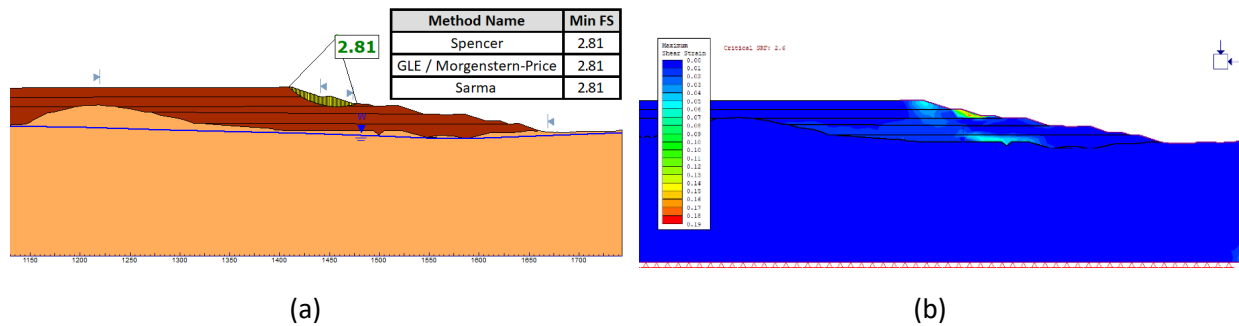 Method Name Min FS
Spencer 2.81
GLE / Morgenstern-Price 2.81
Sarma 2.81
2.81
W
1150 1200 1250 1300 1350 1400 1450 1500 1550 1600 1650 1700
(a)
Maximum
Shear Strain
0.00
0.01
0.01
0.02
0.03
0.04
0.05
0.06
0.07
0.08
0.09
0.10
0.10
0.11
0.12
0.13
0.14
0.15
0.16
0.17
0.18
0.19
Critical SRF: 2.6
(b)